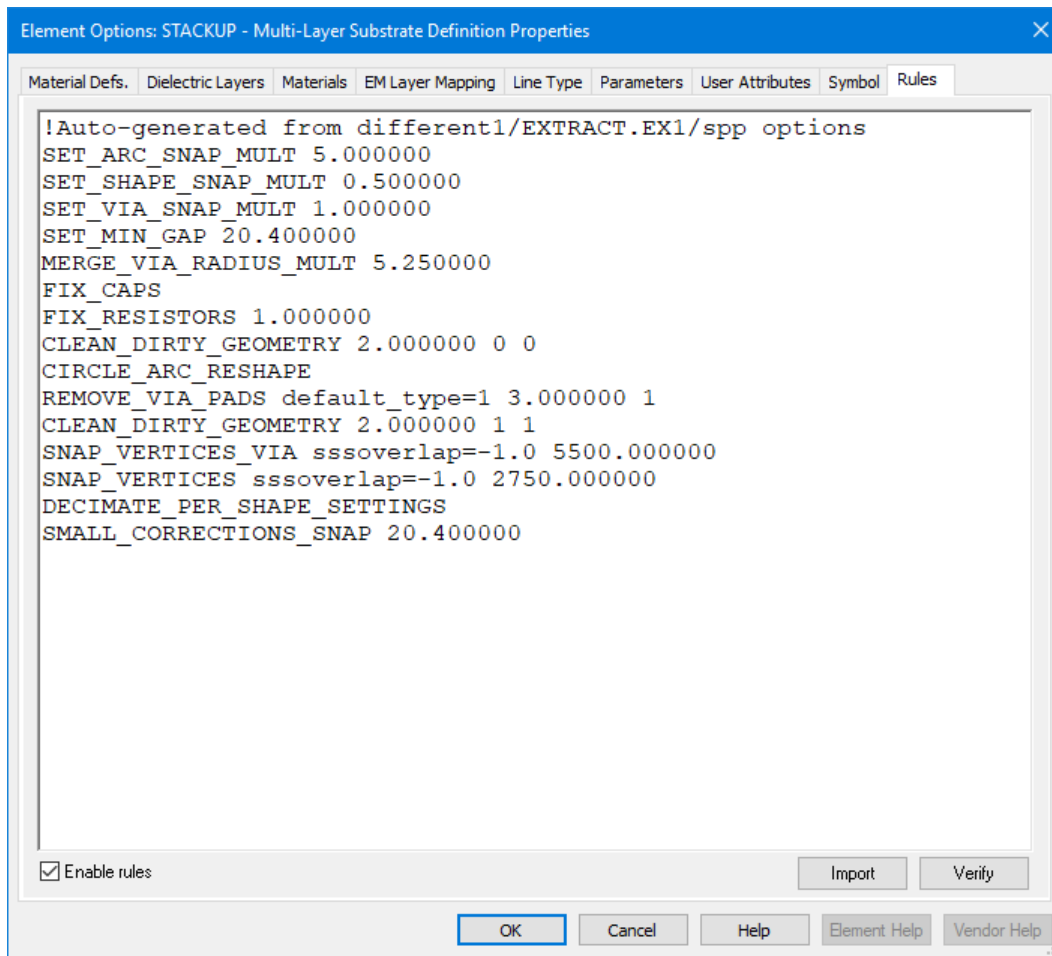 Element Options: STACKUP - Multi-Layer Substrate Definition Properties
Material Defs. Dielectric Layers Materials EM Layer Mapping Line Type Parameters User Attributes Symbol Rules
!Auto-generated from different1/EXTRACT.EX1/spp options
SET_ARC_SNAP_MULT 5.000000
SET_SHAPE_SNAP_MULT 0.500000
SET_VIA_SNAP_MULT 1.000000
SET_MIN_GAP 20.400000
MERGE_VIA_RADIUS_MULT 5.250000
FIX_CAPS
FIX_RESISTORS 1.000000
CLEAN_DIRTY_GEOMETRY 2.000000 0 0
CIRCLE_ARC_RESHAPE
REMOVE_VIA_PADS default_type=1 3.000000 1
CLEAN_DIRTY_GEOMETRY 2.000000 1 1
SNAP_VERTICES_VIA sssoverlap=-1.0 5500.000000
SNAP_VERTICES sssoverlap=-1.0 2750.000000
DECIMATE_PER_SHAPE_SETTINGS
SMALL_CORRECTIONS_SNAP 20.400000
Enable rules Import Verify
OK Cancel Help Element Help Vendor Help